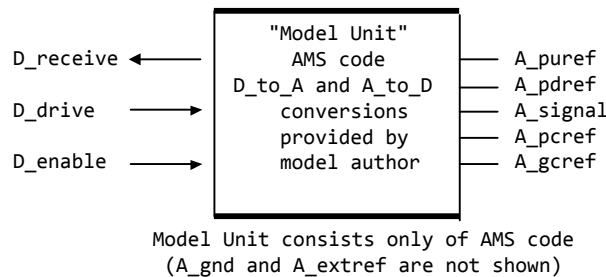 "Model Unit"
D_receive AMS code A_puref
D_to_A and A_to_D A_pdref
D_drive conversions A_signal
provided by A_pcref
D_enable model author A_gcref
Model Unit consists only of AMS code
(A_gnd and A_extref are not shown)